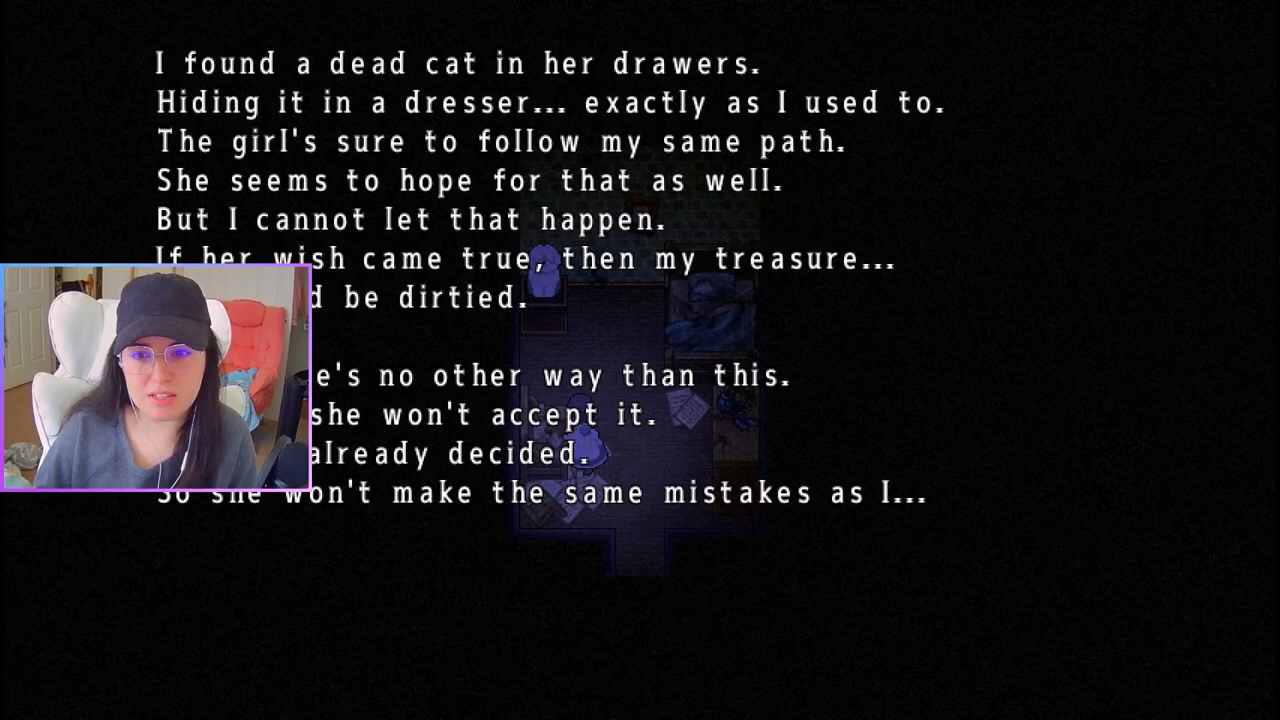 I found a dead cat in her drawers.
Hiding it in a dresser... exactly as I used to.
The girl's sure to follow my same path.
She seems to hope for that as well.
But I cannot let that happen.
If her wish came true, then my treasure...
be dirtied.
no other way than this.
she won't accept it.
already decided.
So she won't make the same mistakes as I...